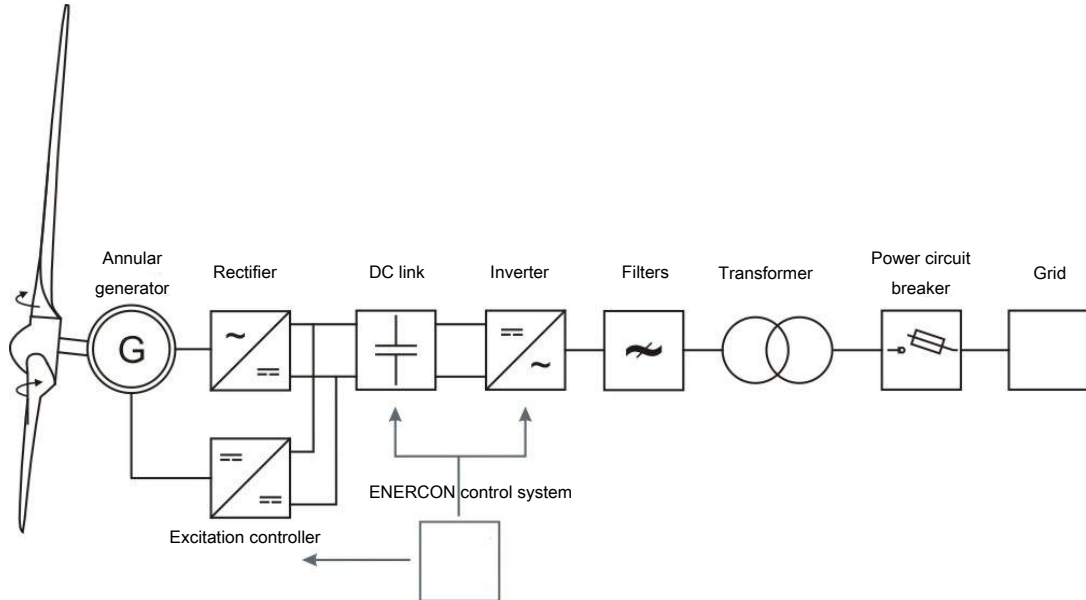 Annular
generator
Rectifier
DC link
Inverter
Filters
Transformer
Power circuit
breaker
Grid
G
ENERCON control system
Excitation controller